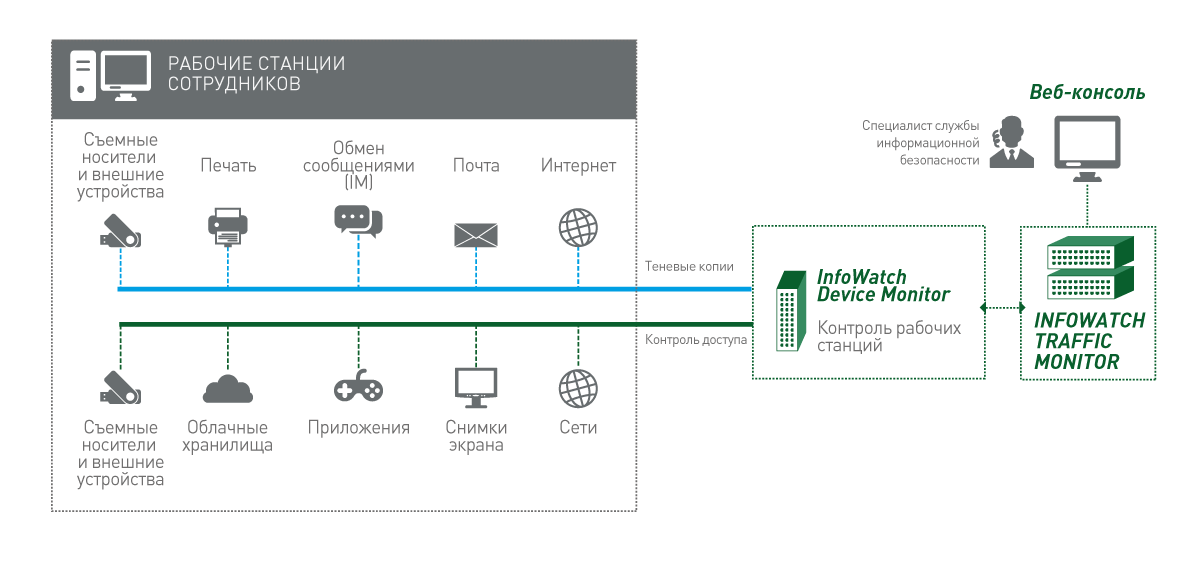 РАБОЧИЕ СТАНЦИИ
СОТРУДНИКОВ
Съемные
носители
и внешние
устройства
Печать
Обмен
сообщениями
(IM)
Почта
Интернет
Теневые копии
Контроль доступа
Съемные
носители
и внешние
устройства
Облачные
хранилища
Приложения
Снимки
экрана
Сети
InfoWatch
Device Monitor
Контроль рабочих
станций
Веб-консоль
Специалист службы
информационной
безопасности
INFOWATCH
TRAFFIC
MONITOR